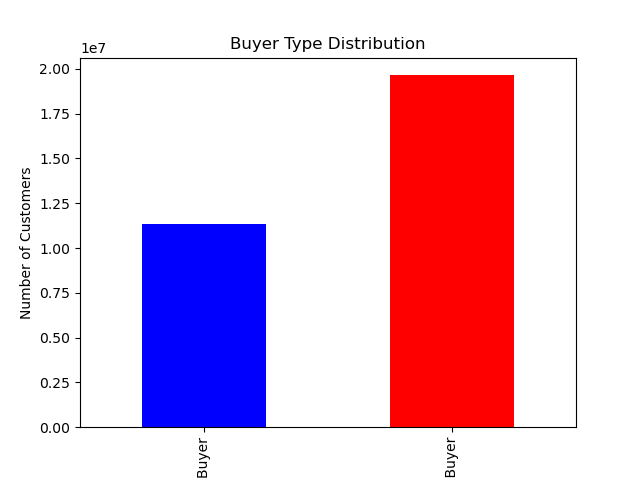 Buyer Type Distribution
1e7
2.00
1.75
1.50
1.25
1.00
0.75
0.50
0.25
0.00
Number of Customers
Buyer
Buyer